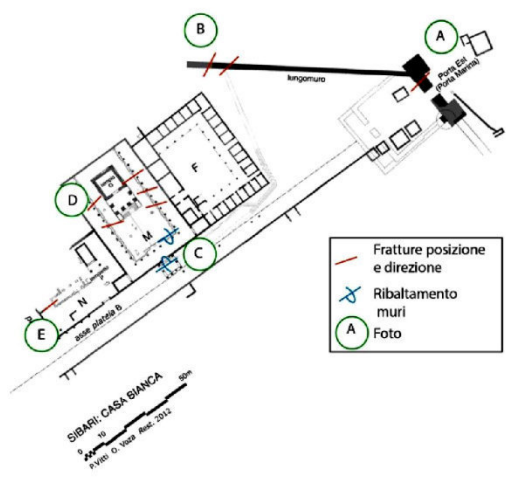 B
A
Porta Est
(Porta Marina)
lungomuro
F
D
M
C
N
E
asse plateia B
Fratture posizione
e direzione
Ribaltamento
muri
A
Foto
SIBARI: CASA BIANCA
0 10 50m
P.Vitti O. Voza Rest. 2012